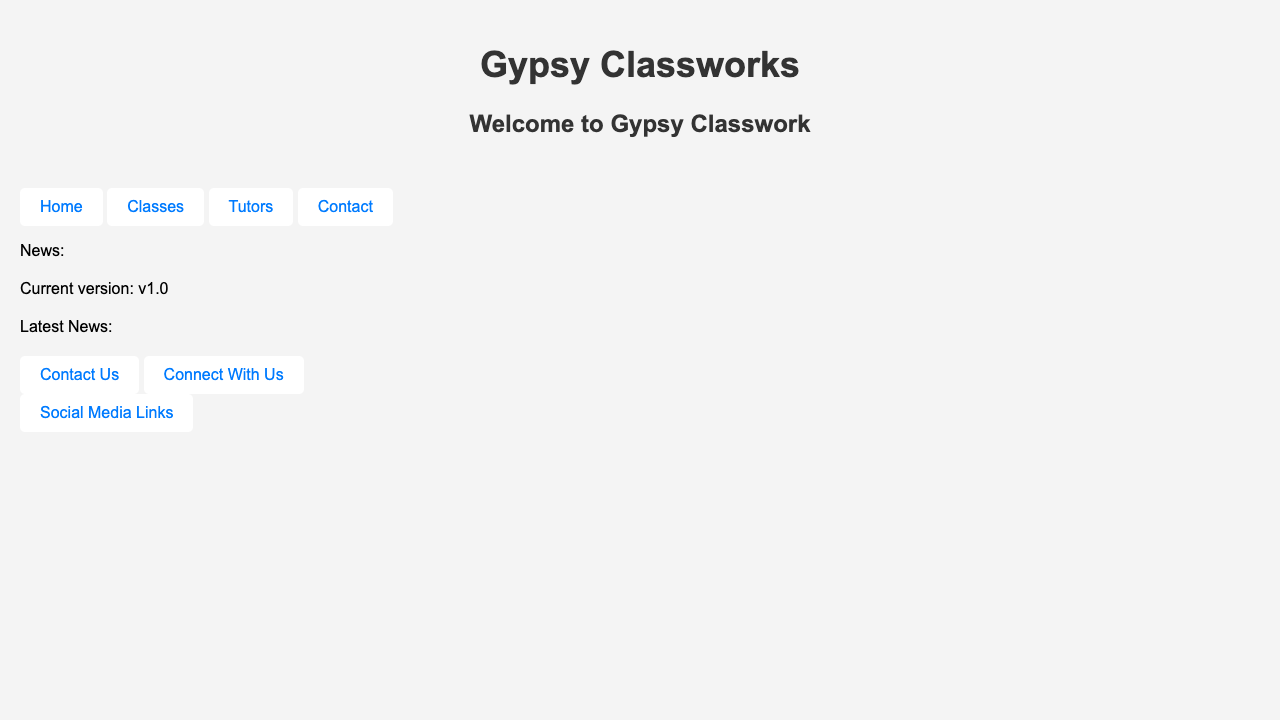 Gypsy Classworks
Welcome to Gypsy Classwork
Home Classes Tutors Contact
News:
Current version: v1.0
Latest News:
Contact Us Connect With Us
Social Media Links